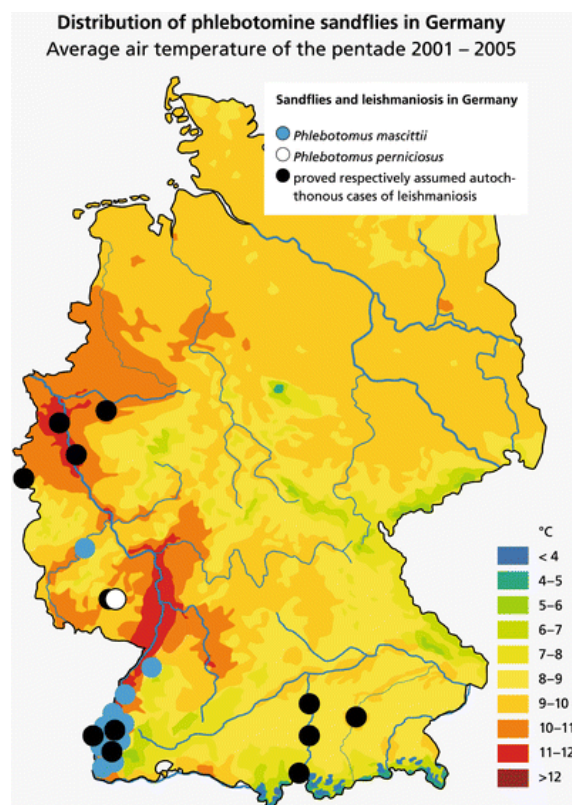 Distribution of phlebotomine sandflies in Germany
Average air temperature of the pentade 2001 – 2005
Sandflies and leishmaniosis in Germany
Phlebotomus mascittii
Phlebotomus perniciosus
proved respectively assumed autoch-
thonous cases of leishmaniosis
°C
< 4
4–5
5–6
6–7
7–8
8–9
9–10
10–11
11–12
>12